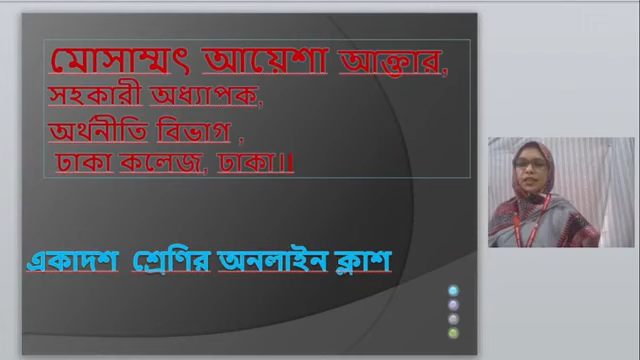 মোসাম্মৎ আয়েশা আক্তার,
সহকারী অধ্যাপক,
অর্থনীতি বিভাগ ,
ঢাকা কলেজ, ঢাকা।।
একাদশ শ্রেণির অনলাইন ক্লাশ